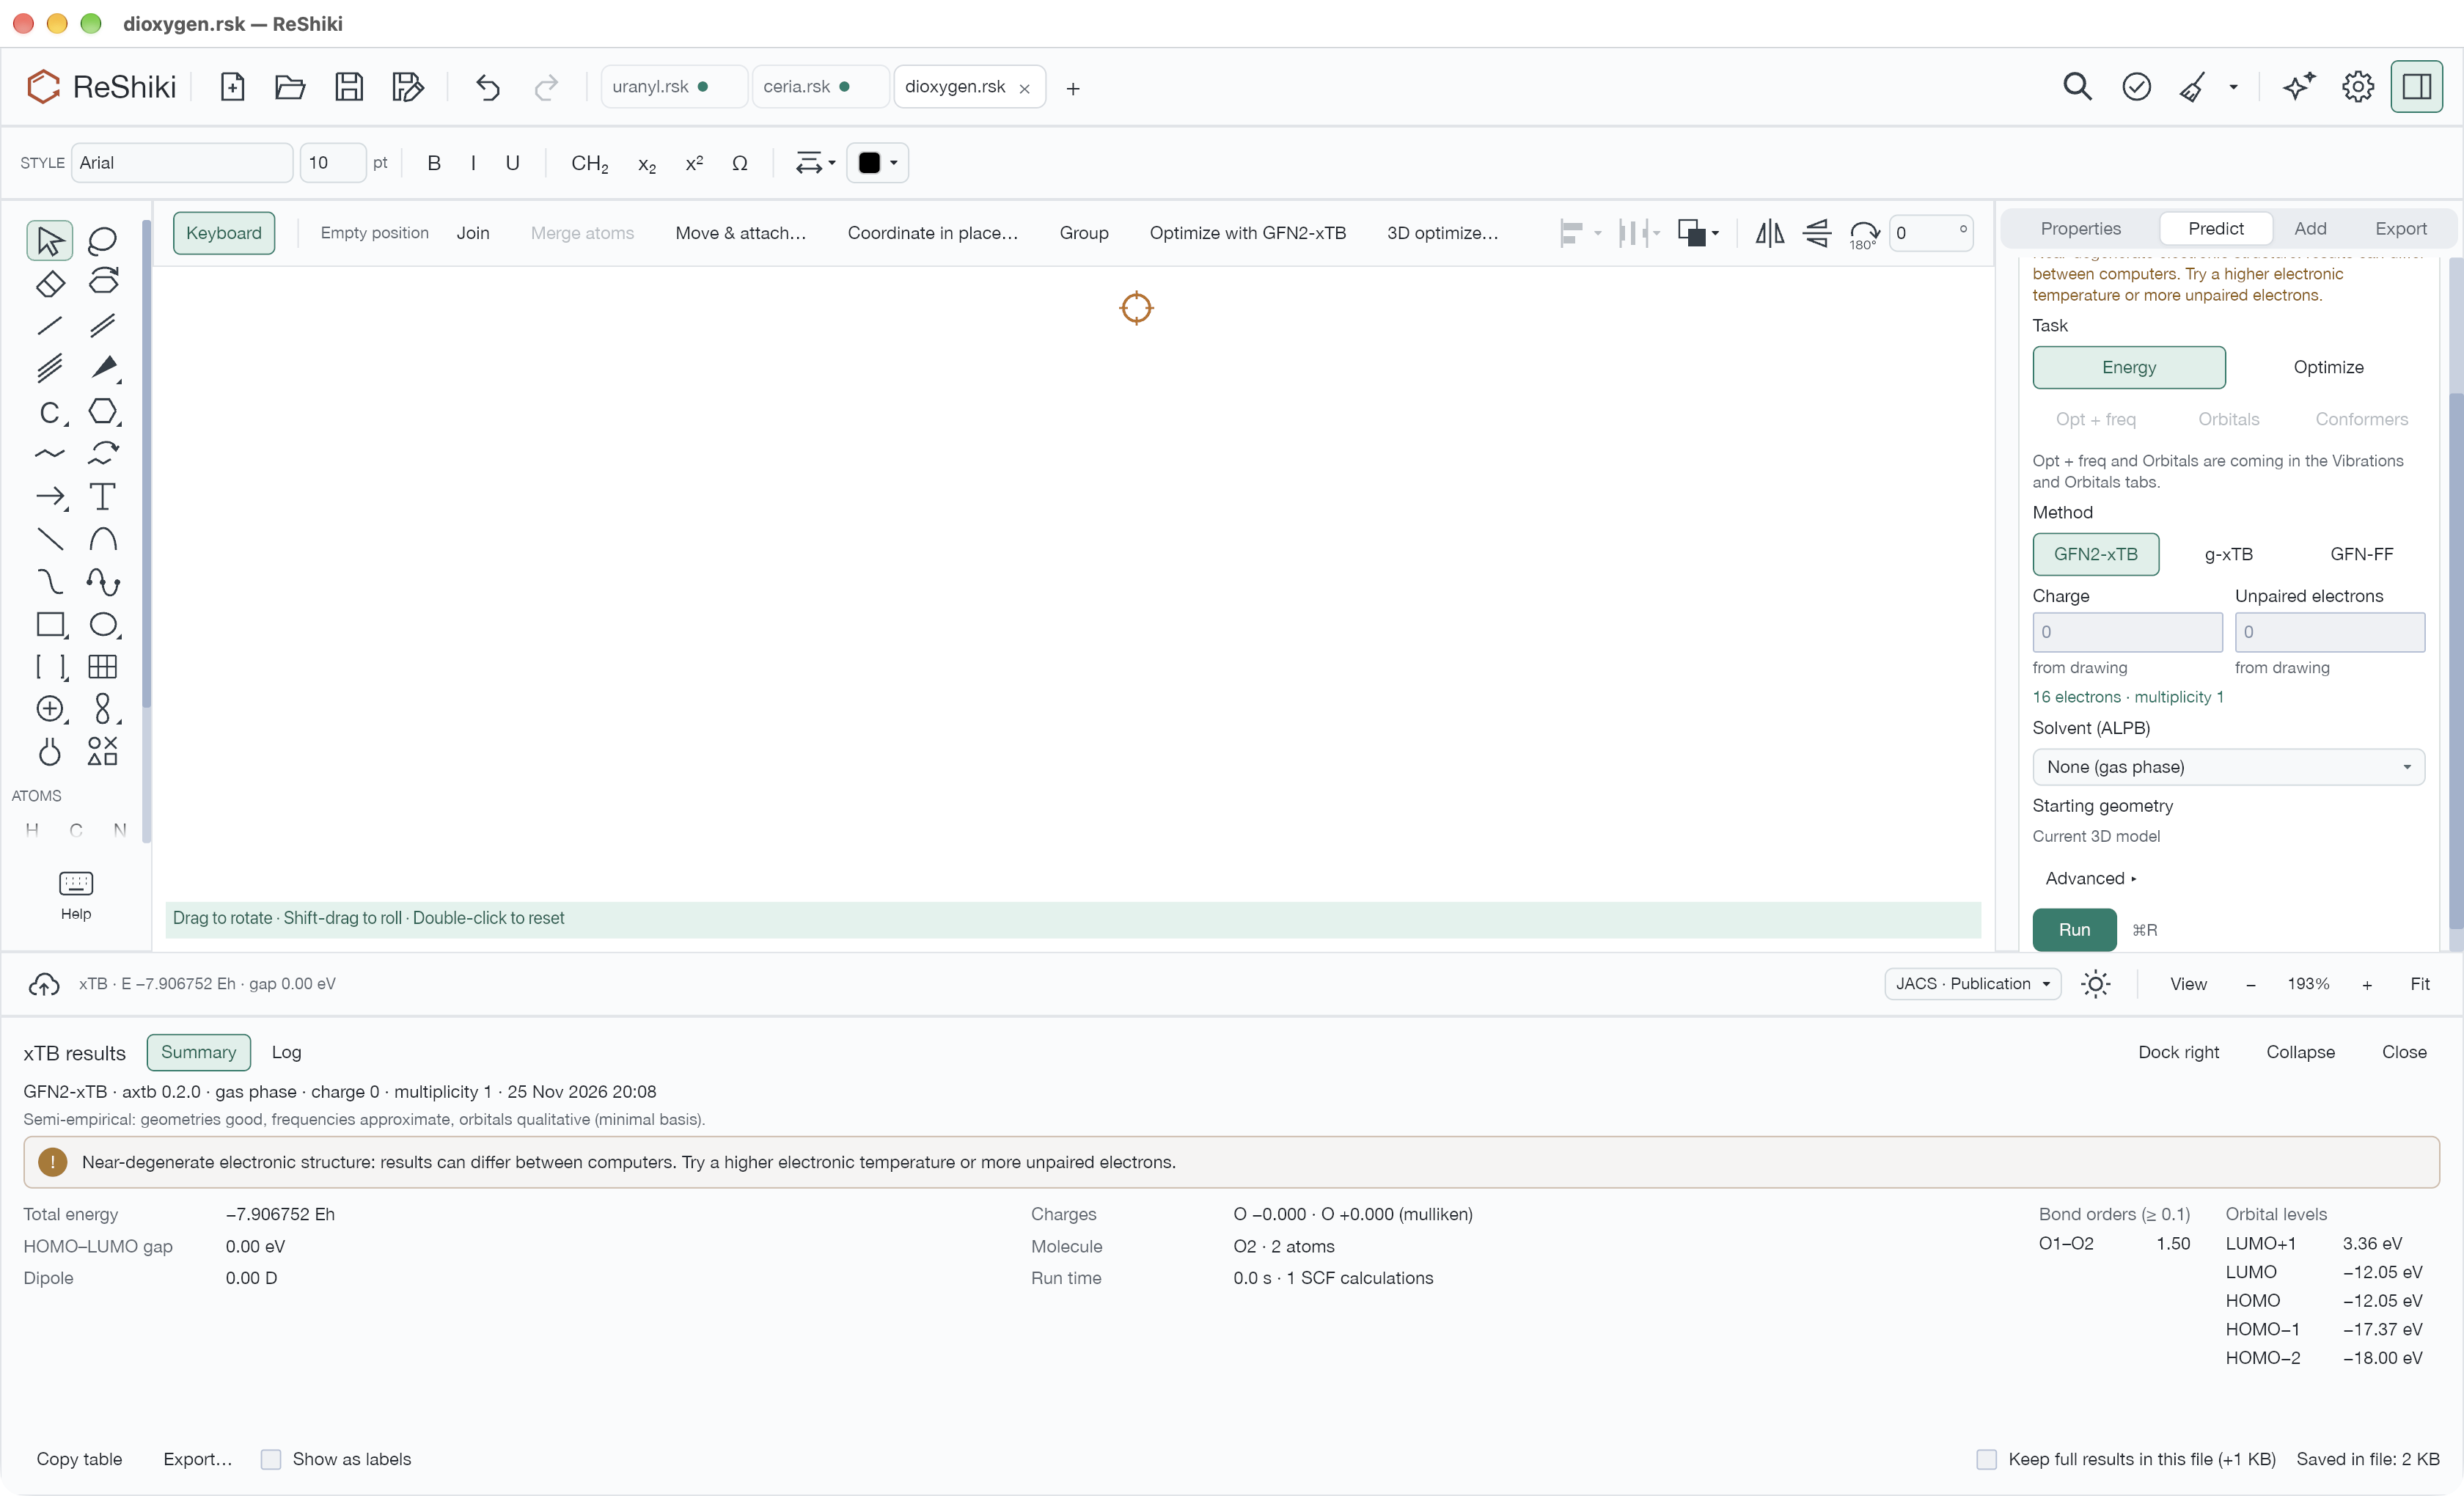 dioxygen.rsk — ReShiki
ReShiki
uranyl.rsk
ceria.rsk
dioxygen.rsk ×
+
STYLE Arial 10 pt B I U CH₂ x₂ x² Ω
Keyboard Empty position Join Merge atoms Move & attach... Coordinate in place... Group Optimize with GFN2-xTB 3D optimize... 180° 0 °
Properties Predict Add Export
between computers. Try a higher electronic
temperature or more unpaired electrons.
Task
Energy Optimize
Opt + freq Orbitals Conformers
Opt + freq and Orbitals are coming in the Vibrations
and Orbitals tabs.
Method
GFN2-xTB g-xTB GFN-FF
Charge Unpaired electrons
0 0
from drawing from drawing
16 electrons · multiplicity 1
Solvent (ALPB)
None (gas phase)
Starting geometry
Current 3D model
Advanced
Run ⌘R
C
T
ATOMS
H C N
Help
Drag to rotate · Shift-drag to roll · Double-click to reset
xTB · E −7.906752 Eh · gap 0.00 eV
JACS · Publication View − 193% + Fit
xTB results Summary Log Dock right Collapse Close
GFN2-xTB · axtb 0.2.0 · gas phase · charge 0 · multiplicity 1 · 25 Nov 2026 20:08
Semi-empirical: geometries good, frequencies approximate, orbitals qualitative (minimal basis).
! Near-degenerate electronic structure: results can differ between computers. Try a higher electronic temperature or more unpaired electrons.
Total energy −7.906752 Eh
HOMO–LUMO gap 0.00 eV
Dipole 0.00 D
Charges O −0.000 · O +0.000 (mulliken)
Molecule O2 · 2 atoms
Run time 0.0 s · 1 SCF calculations
Bond orders (≥ 0.1)
O1–O2 1.50
Orbital levels
LUMO+1 3.36 eV
LUMO −12.05 eV
HOMO −12.05 eV
HOMO−1 −17.37 eV
HOMO−2 −18.00 eV
Copy table Export... Show as labels
Keep full results in this file (+1 KB) Saved in file: 2 KB